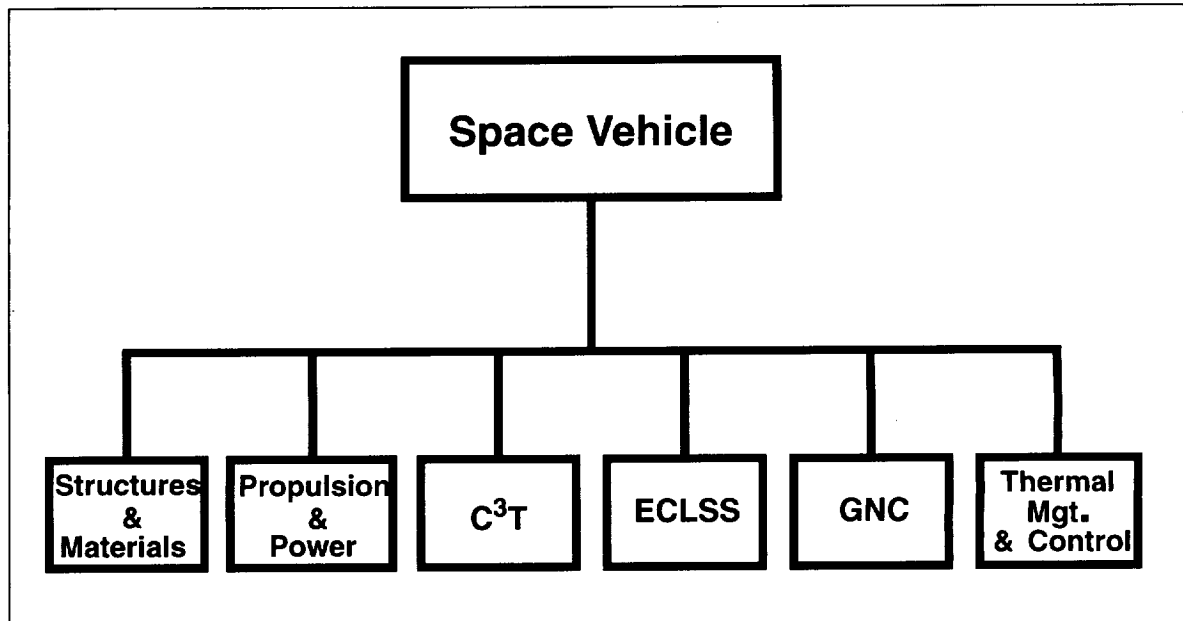 Space Vehicle
Structures
&
Materials
Propulsion
&
Power
C³T
ECLSS
GNC
Thermal
Mgt.
& Control